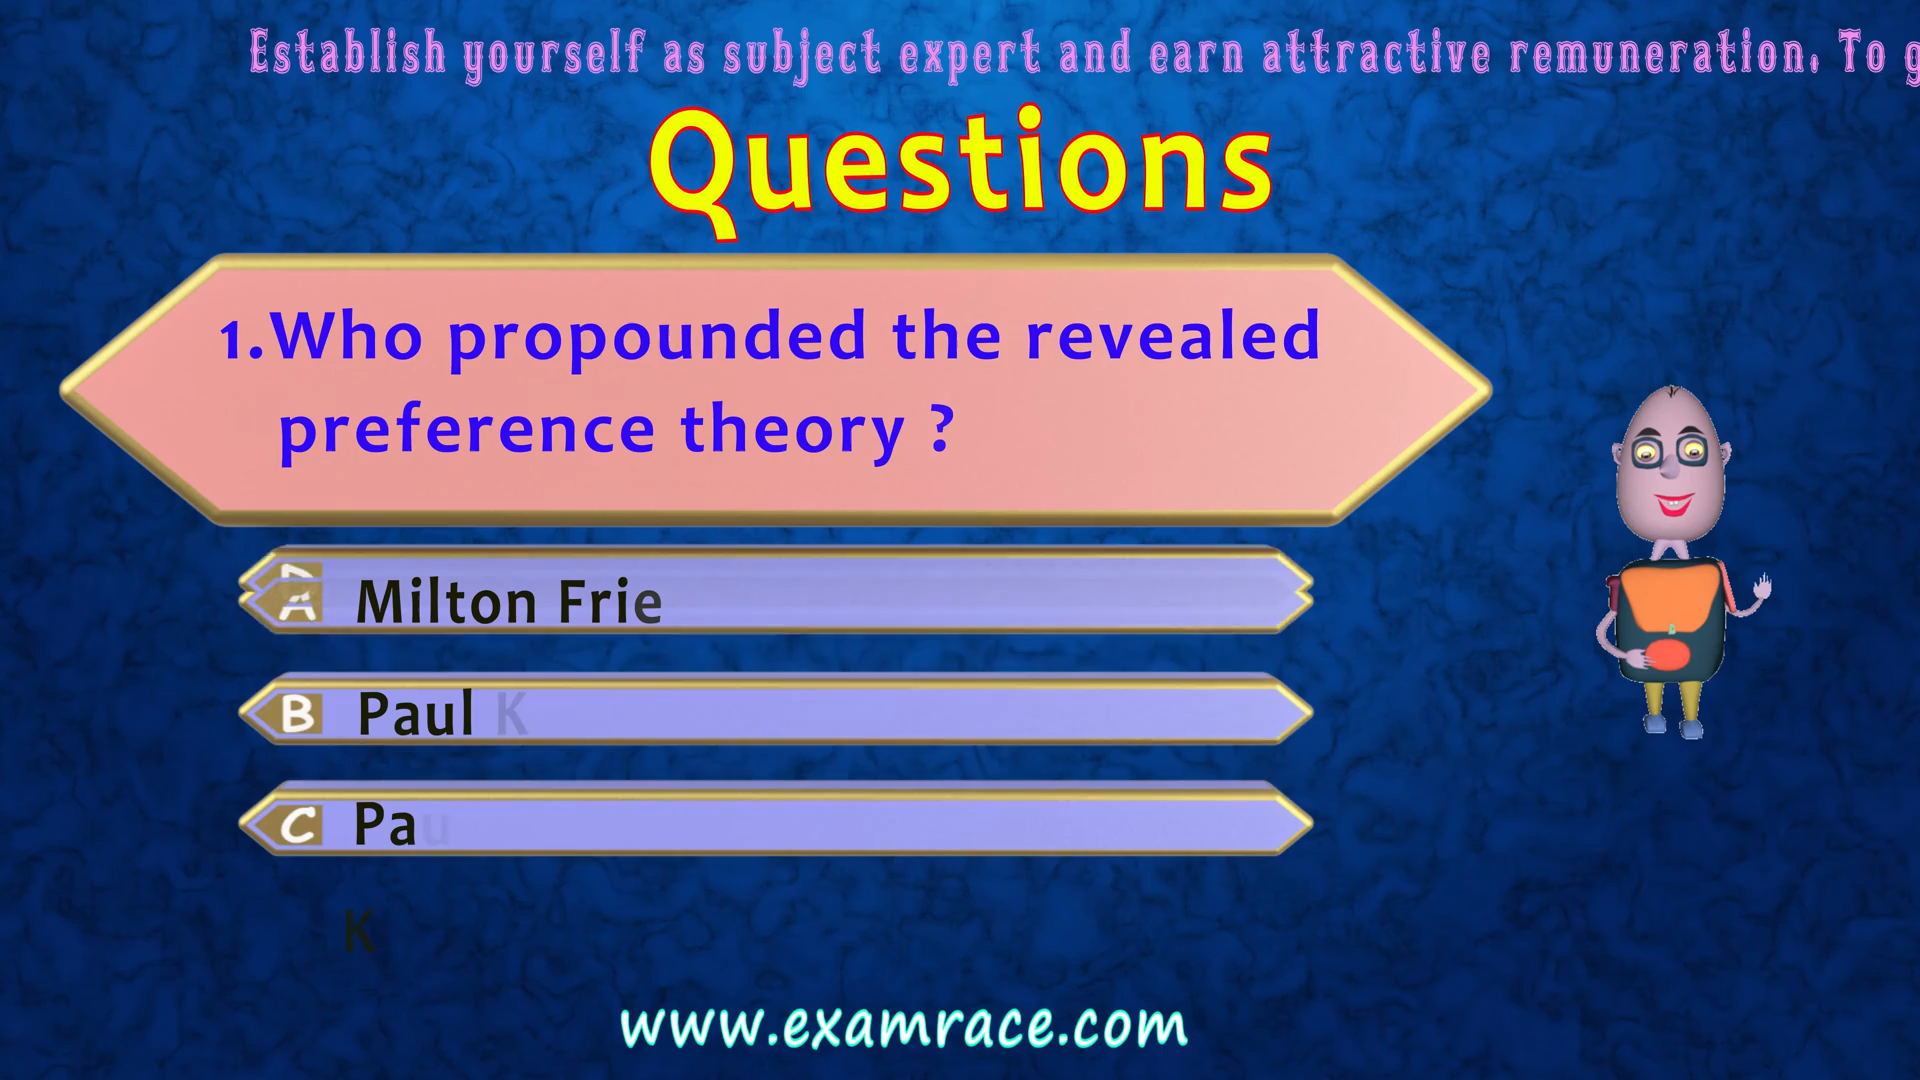 Establish yourself as subject expert and earn attractive remuneration. To g
Questions
1.Who propounded the revealed
preference theory ?
A Milton Frie
B Paul K
C Pau
K
www.examrace.com